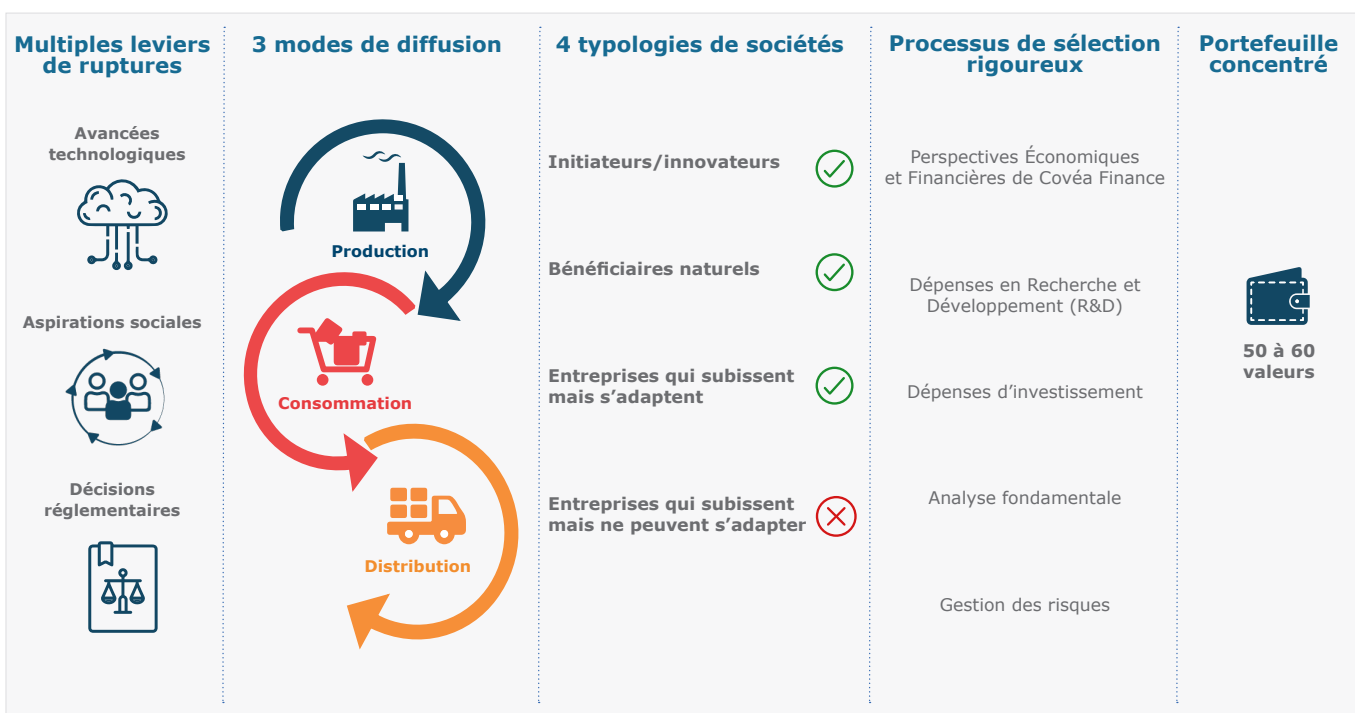 Multiples leviers
de ruptures
Avancées
technologiques
Aspirations sociales
Décisions
réglementaires
3 modes de diffusion
Production
Consommation
Distribution
4 typologies de sociétés
Initiateurs/innovateurs
Bénéficiaires naturels
Entreprises qui subissent
mais s’adaptent
Entreprises qui subissent
mais ne peuvent s’adapter
Processus de sélection
rigoureux
Perspectives Économiques
et Financières de Covéa Finance
Dépenses en Recherche et
Développement (R&D)
Dépenses d’investissement
Analyse fondamentale
Gestion des risques
Portefeuille
concentré
50 à 60
valeurs